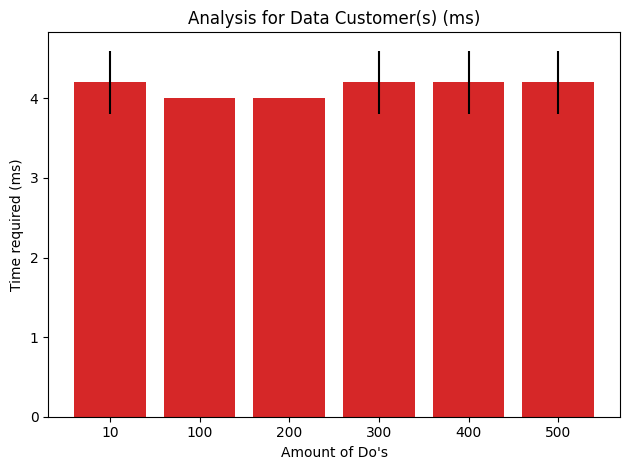 Analysis for Data Customer(s) (ms)
Time required (ms)
4
3
2
1
0
10 100 200 300 400 500
Amount of Do's